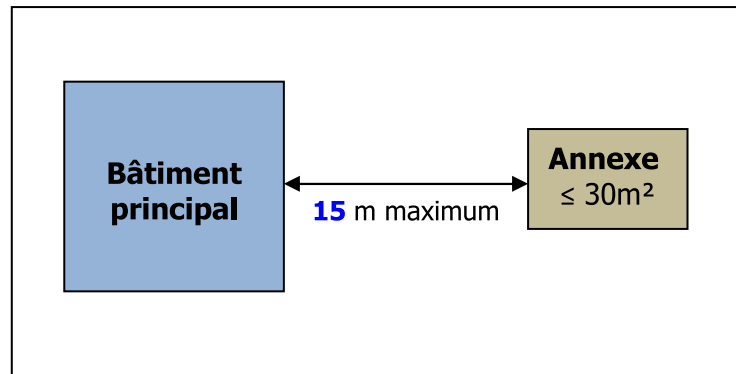 Bâtiment
principal
15 m maximum
Annexe
≤ 30m²